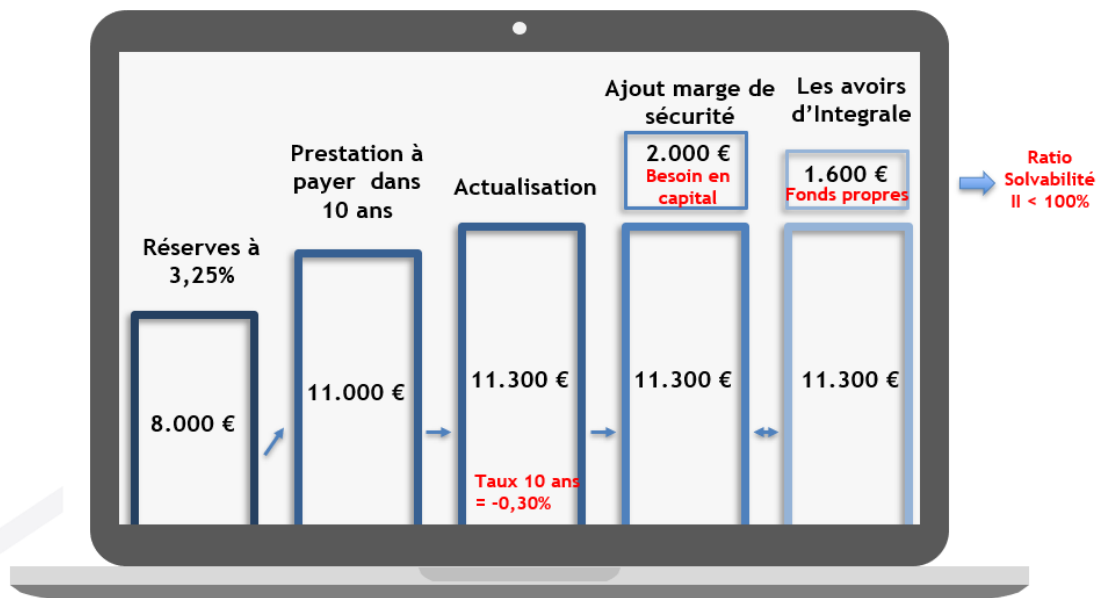 Réserves à
3,25%
8.000 €
Prestation à
payer dans
10 ans
11.000 €
Actualisation
11.300 €
Taux 10 ans
= -0,30%
Ajout marge de
sécurité
2.000 €
Besoin en
capital
11.300 €
Les avoirs
d'Integrale
1.600 €
Fonds propres
11.300 €
Ratio
Solvabilité
II < 100%